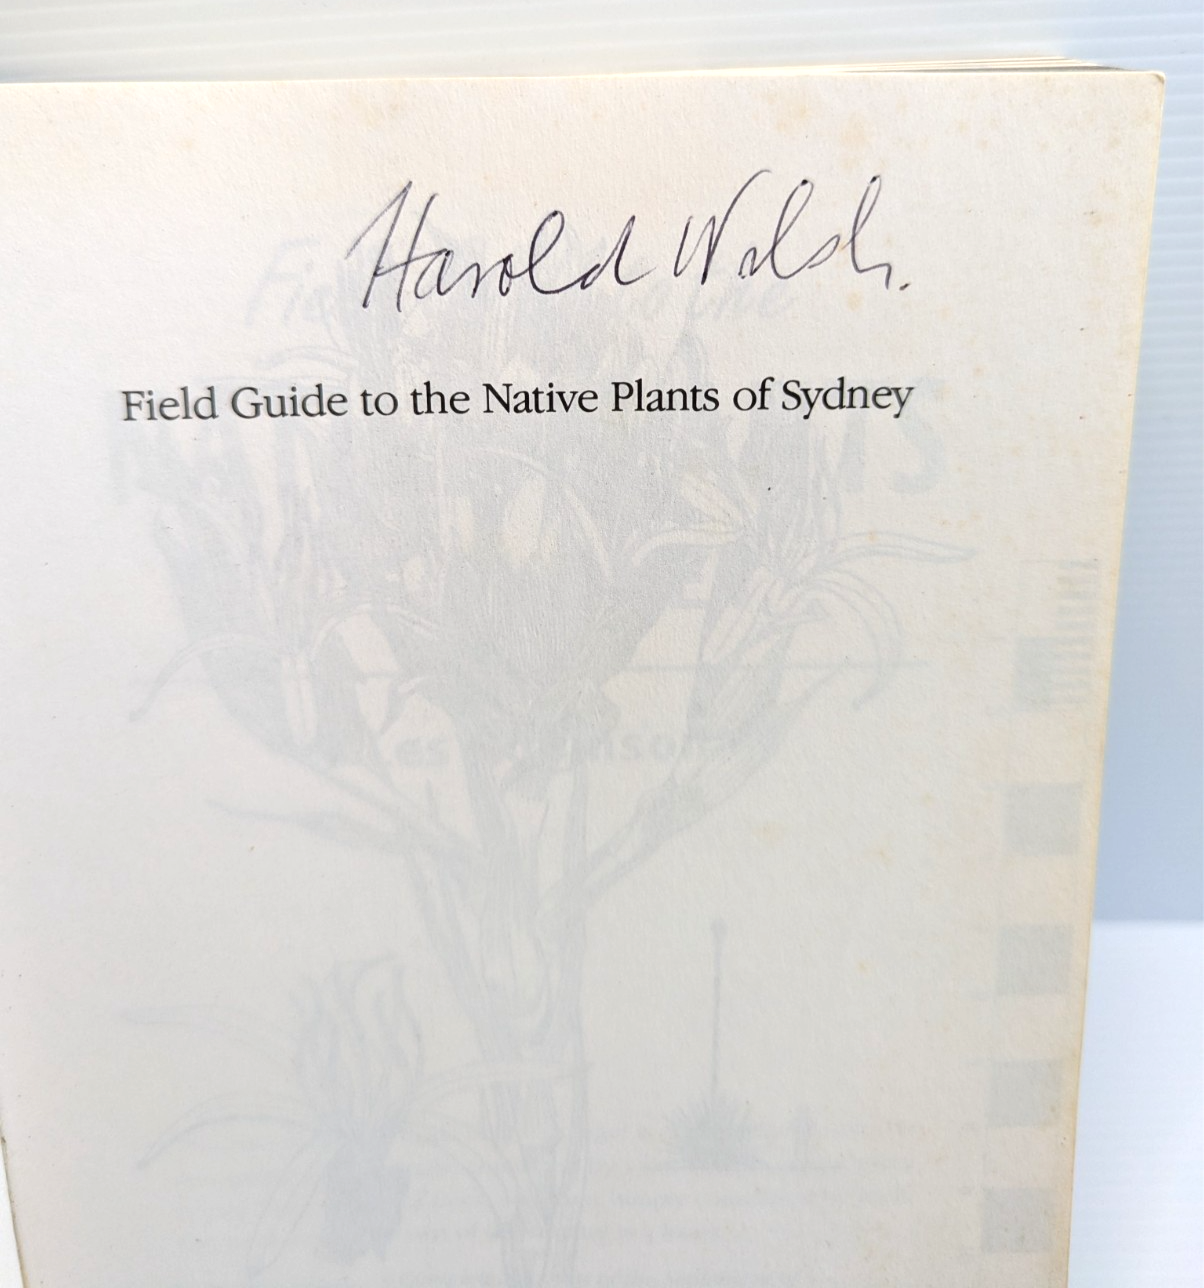 Harold Walsh.
Field Guide to the Native Plants of Sydney